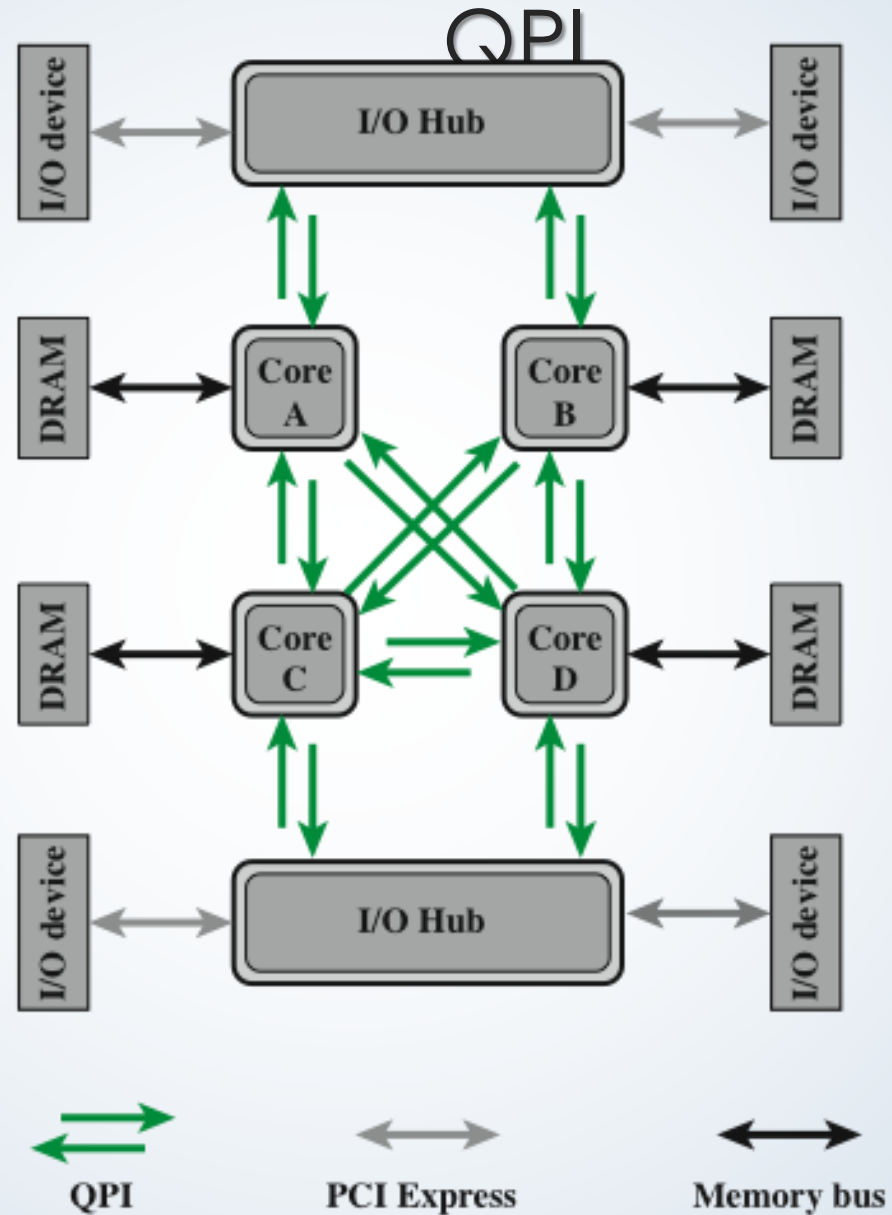 QPI
I/O device
I/O Hub
I/O device
DRAM
Core
A
Core
B
DRAM
DRAM
Core
C
Core
D
DRAM
I/O device
I/O Hub
I/O device
QPI
PCI Express
Memory bus